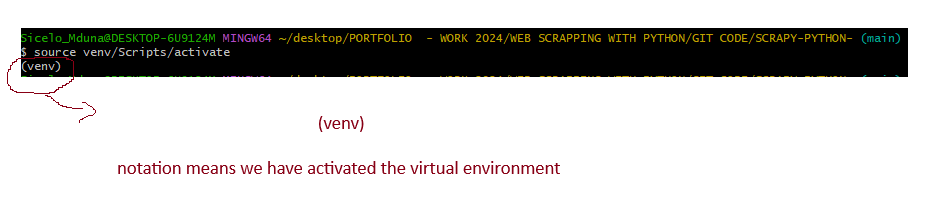 Sicelo_Mduna@DESKTOP-6U9124M MINGW64 ~/desktop/PORTFOLIO  - WORK 2024/WEB SCRAPPING WITH PYTHON/GIT CODE/SCRAPY-PYTHON- (main)
$ source venv/Scripts/activate
(venv)
(venv)
notation means we have activated the virtual environment